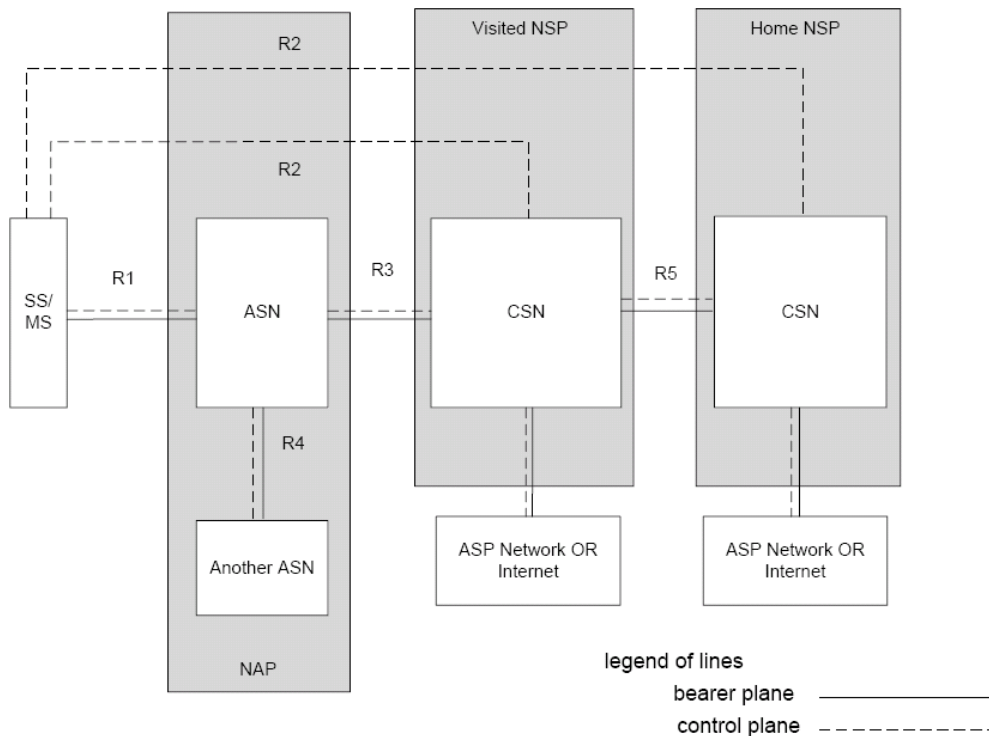 R2
Visited NSP
Home NSP
R2
R1
R3
R5
SS/
MS
ASN
CSN
CSN
R4
Another ASN
ASP Network OR
Internet
ASP Network OR
Internet
NAP
legend of lines
bearer plane
control plane